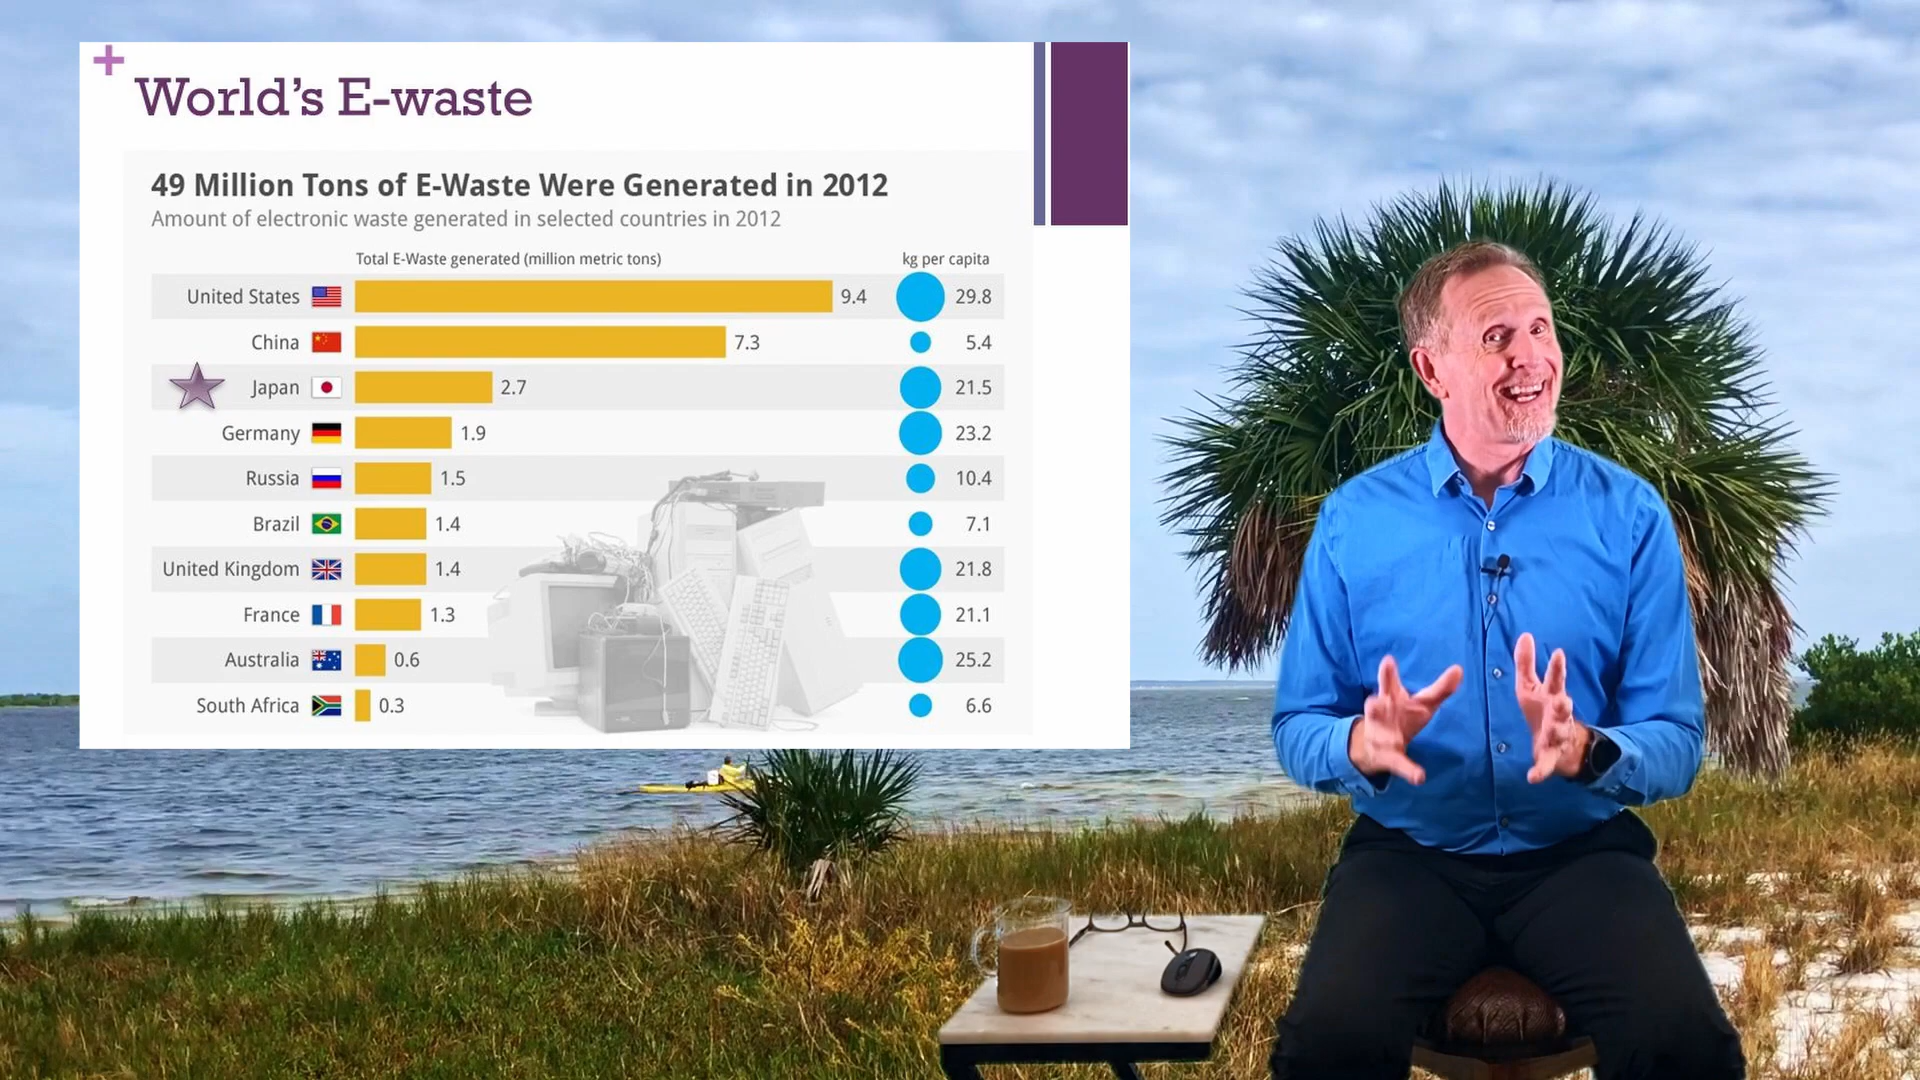 World's E-waste
49 Million Tons of E-Waste Were Generated in 2012
Amount of electronic waste generated in selected countries in 2012
Total E-Waste generated (million metric tons) kg per capita
United States 9.4 29.8
China 7.3 5.4
Japan 2.7 21.5
Germany 1.9 23.2
Russia 1.5 10.4
Brazil 1.4 7.1
United Kingdom 1.4 21.8
France 1.3 21.1
Australia 0.6 25.2
South Africa 0.3 6.6